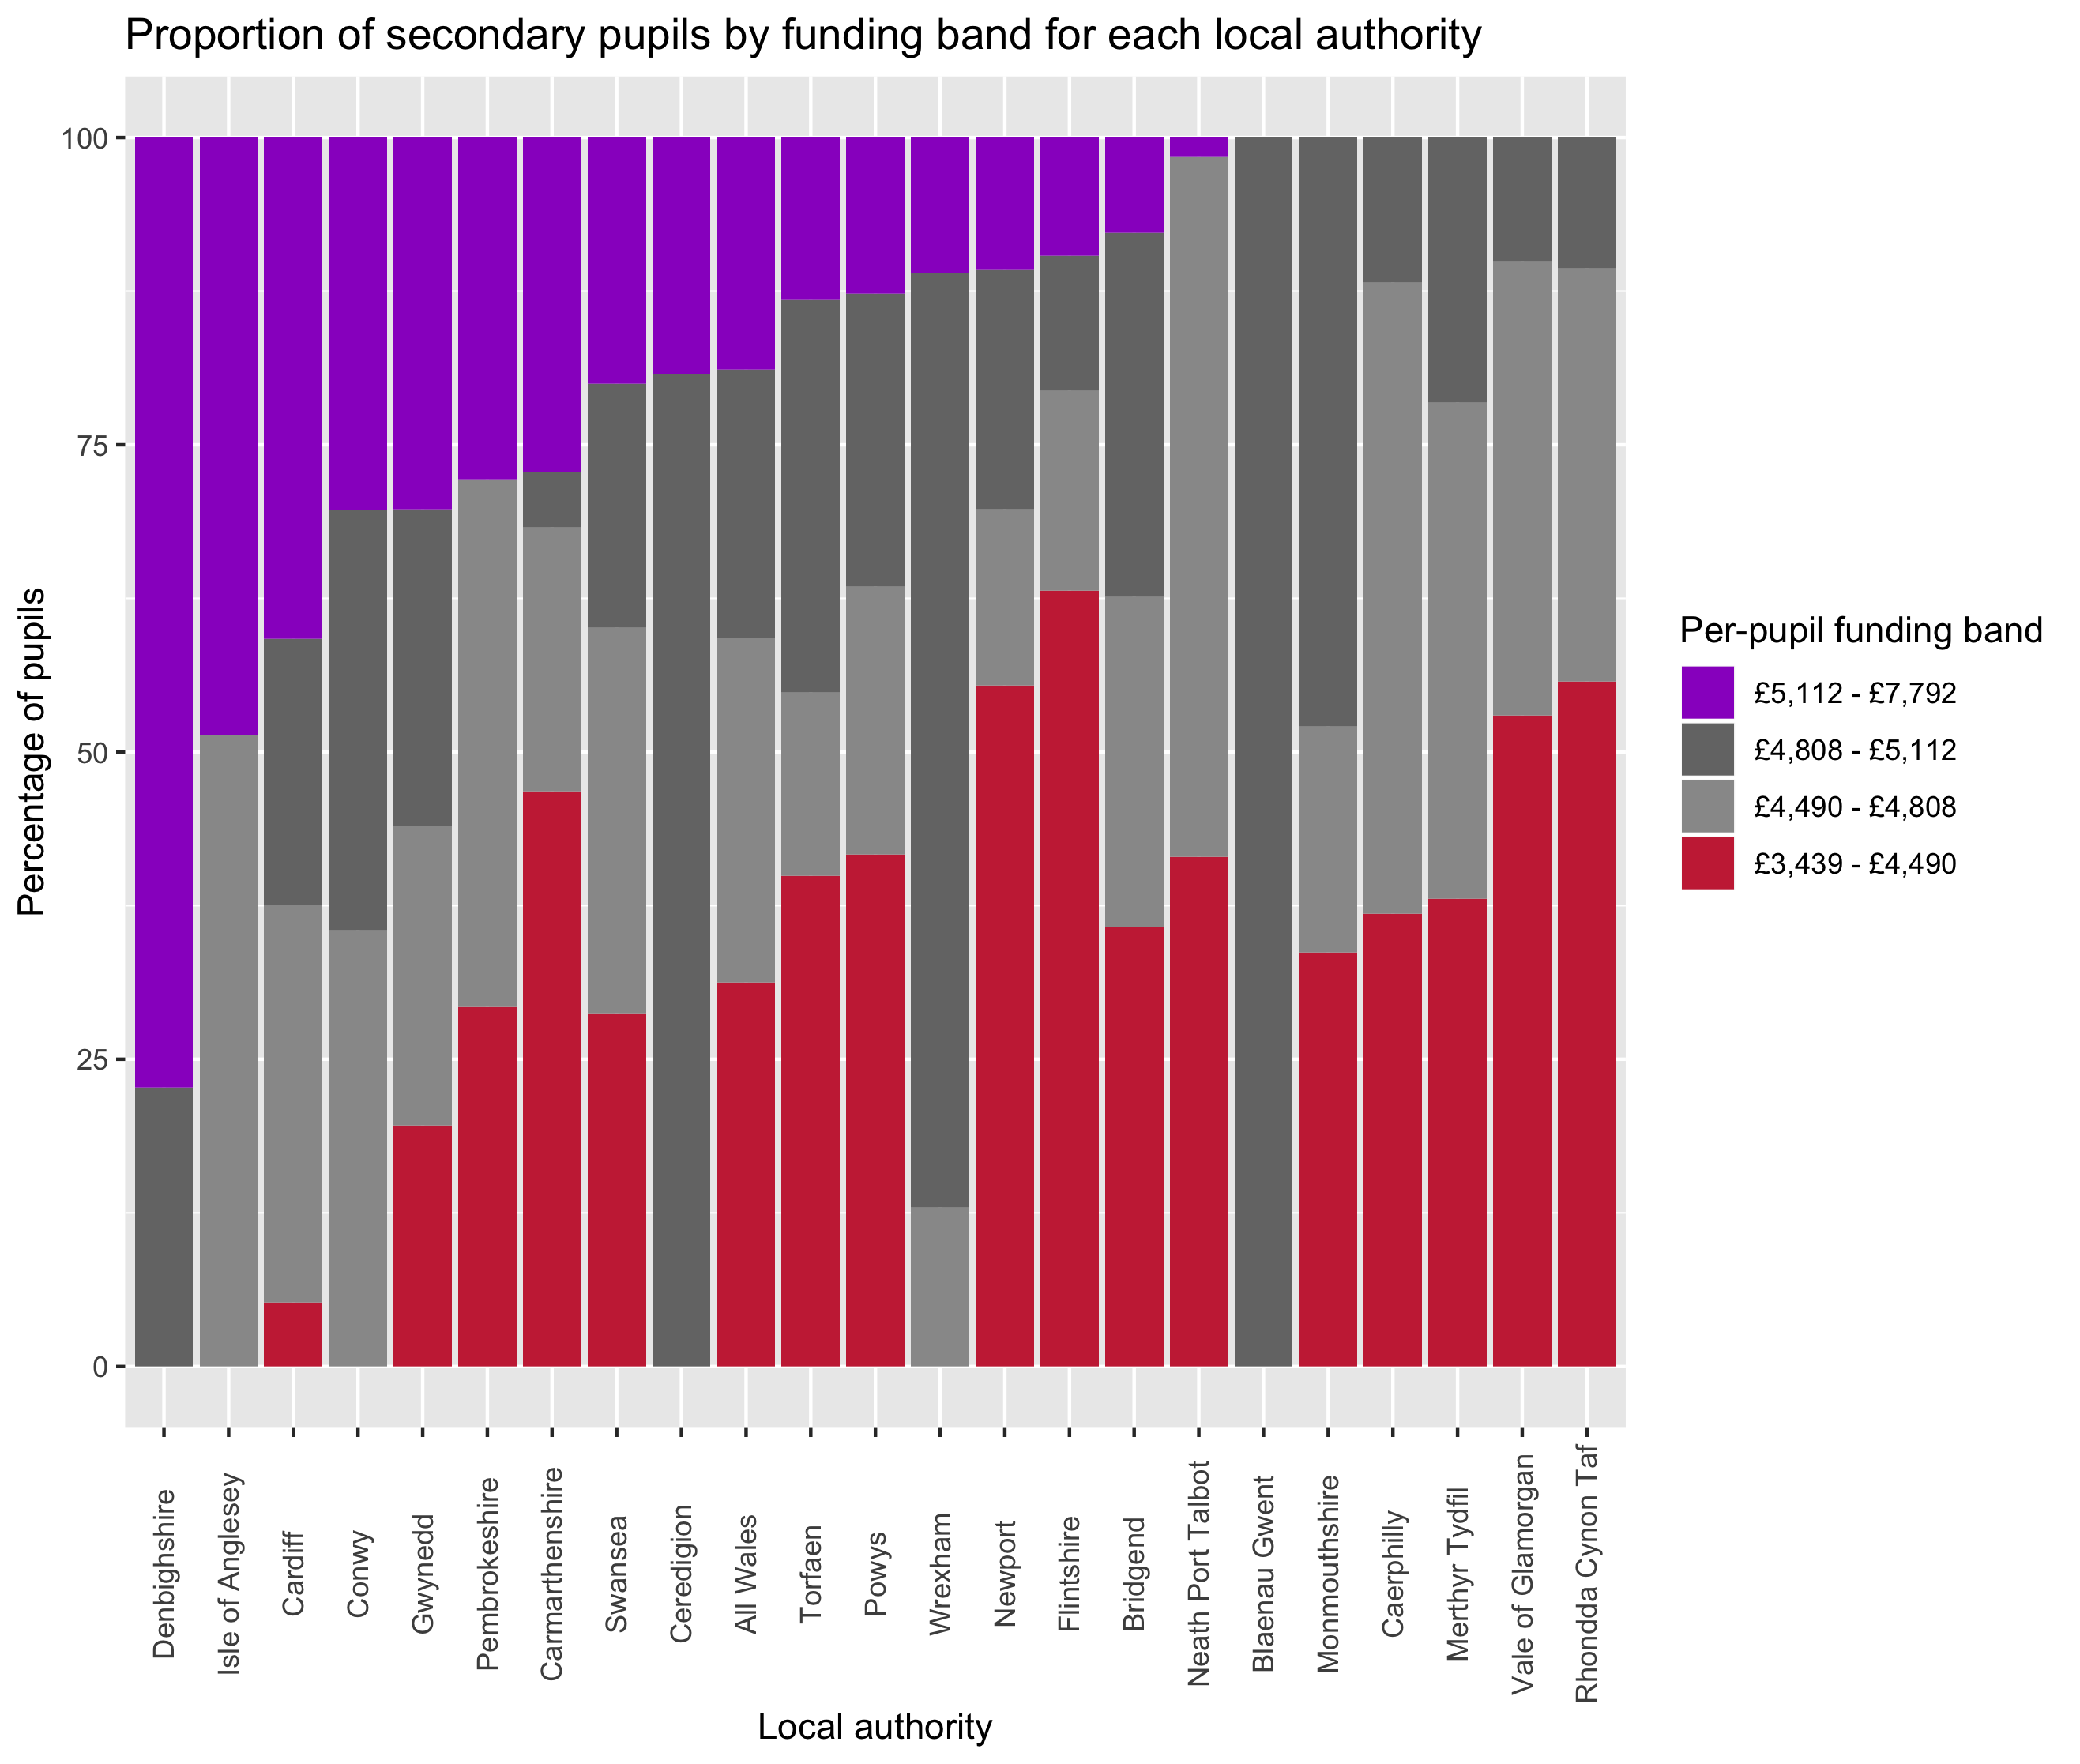 Proportion of secondary pupils by funding band for each local authority
100
75
50
25
0
Percentage of pupils
Denbighshire
Isle of Anglesey
Cardiff
Conwy
Gwynedd
Pembrokeshire
Carmarthenshire
Swansea
Ceredigion
All Wales
Torfaen
Powys
Wrexham
Newport
Flintshire
Bridgend
Neath Port Talbot
Blaenau Gwent
Monmouthshire
Caerphilly
Merthyr Tydfil
Vale of Glamorgan
Rhondda Cynon Taf
Local authority
Per-pupil funding band
£5,112 - £7,792
£4,808 - £5,112
£4,490 - £4,808
£3,439 - £4,490